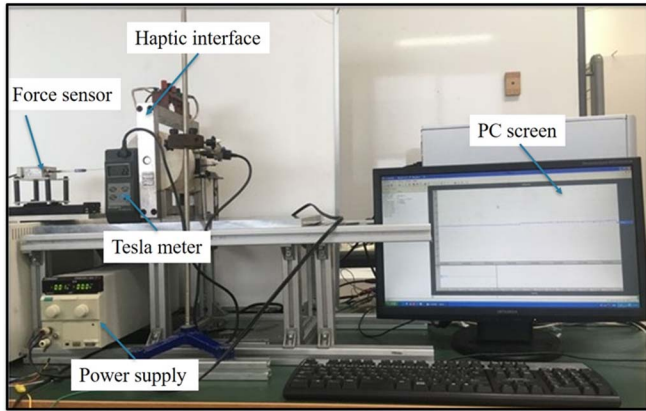 Haptic interface
Force sensor
PC screen
Tesla meter
Power supply